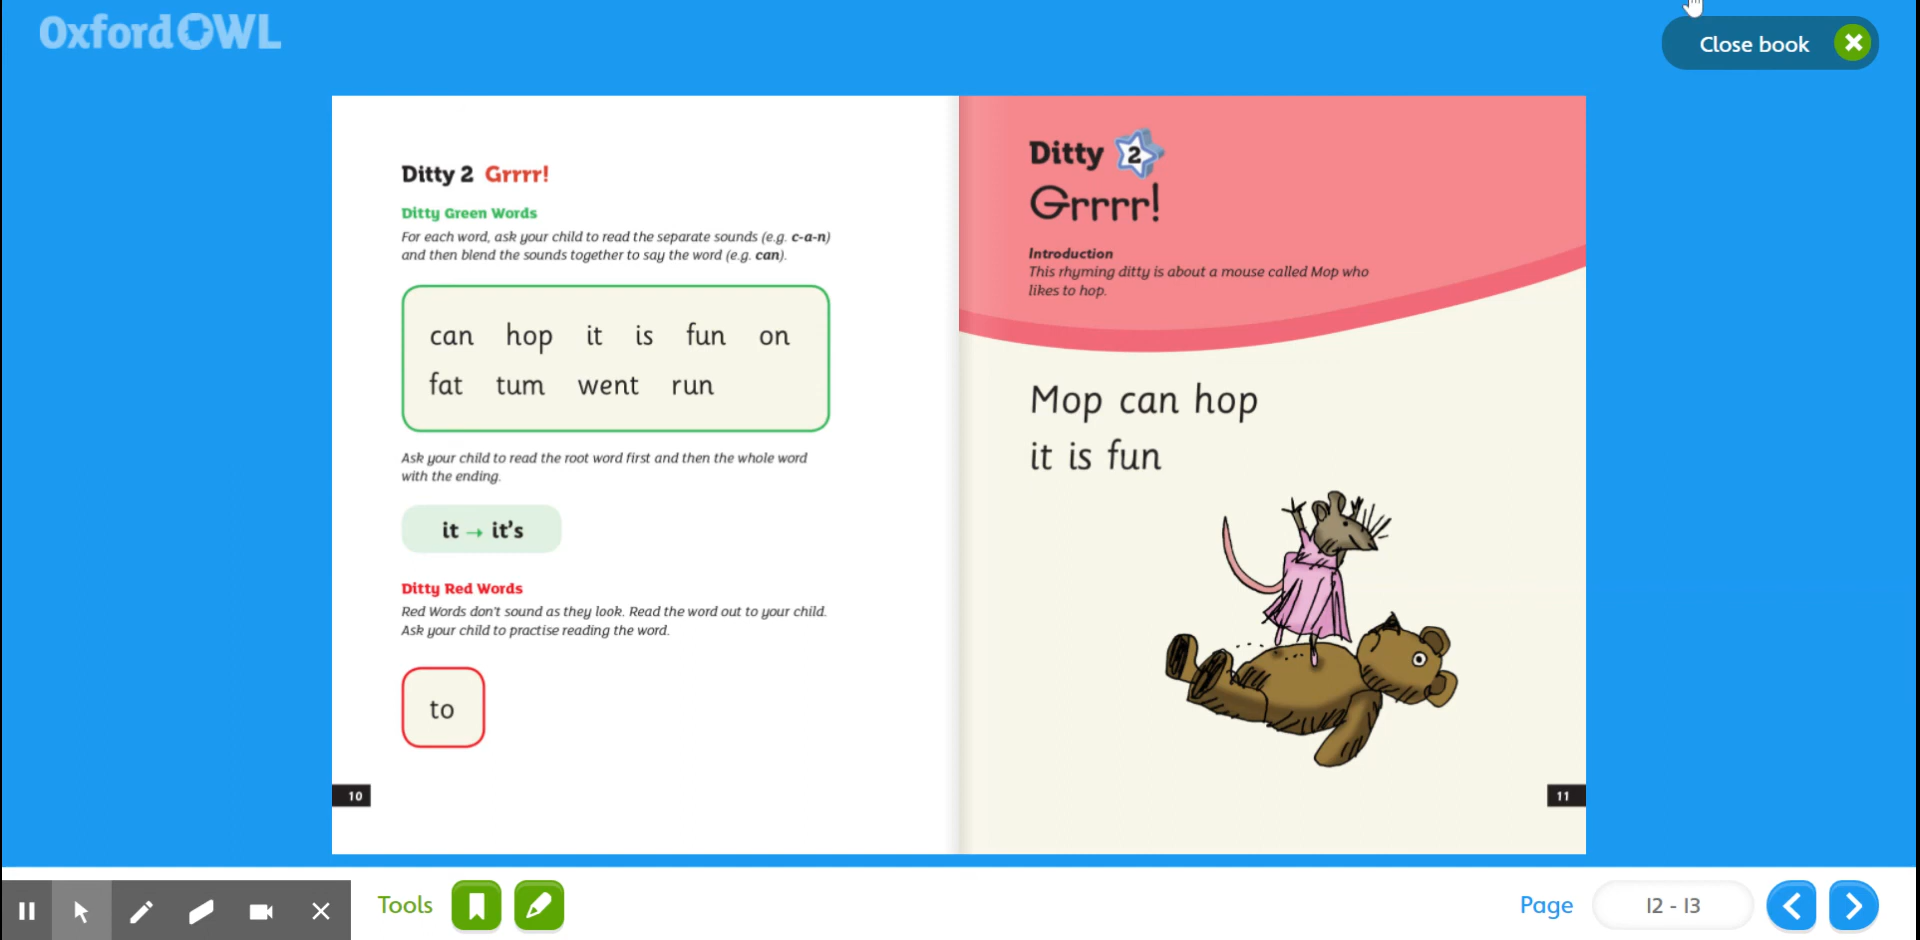 OxfordOWL
Close book
Ditty 2 Grrrr!
Ditty Green Words
For each word, ask your child to read the separate sounds (e.g. c-a-n)
and then blend the sounds together to say the word (e.g. can).
can hop it is fun on
fat tum went run
Ask your child to read the root word first and then the whole word
with the ending.
it → it's
Ditty Red Words
Red Words don't sound as they look. Read the word out to your child.
Ask your child to practise reading the word.
to
10
Ditty 2
Grrrr!
Introduction
This rhyming ditty is about a mouse called Mop who
likes to hop.
Mop can hop
it is fun
11
Tools
Page 12 - 13